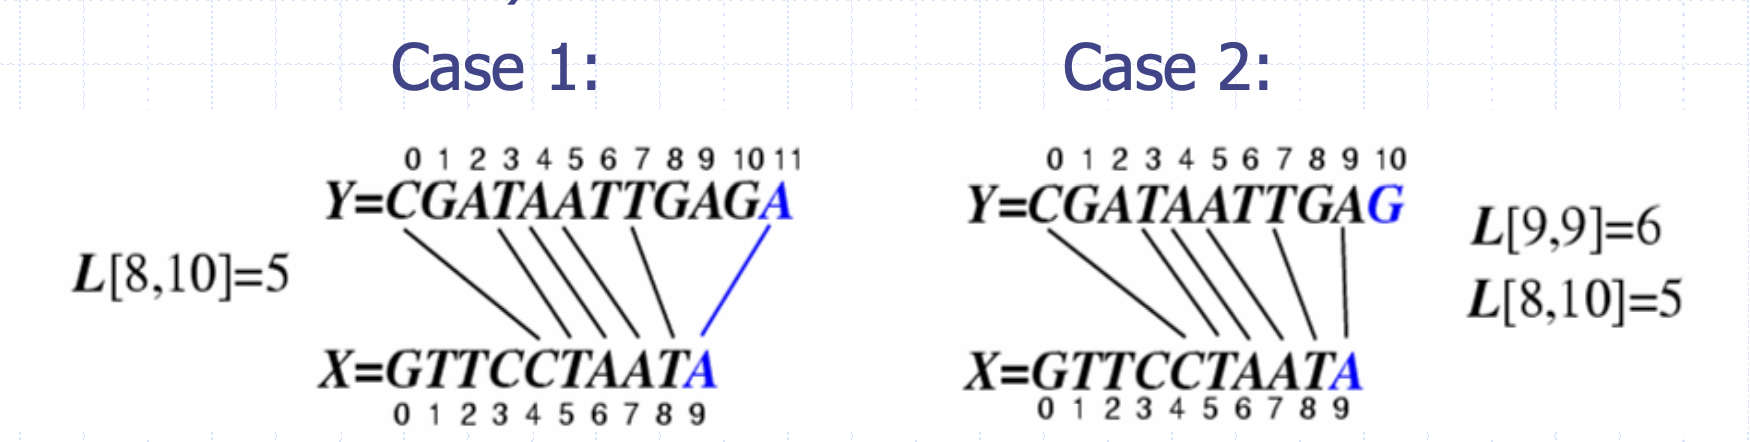 Case 1:
0 1 2 3 4 5 6 7 8 9 10 11
Y=CGATAATTGAGA
L[8,10]=5
X=GTTCCTAATA
0 1 2 3 4 5 6 7 8 9
Case 2:
0 1 2 3 4 5 6 7 8 9 10
Y=CGATAATTGAG
L[9,9]=6
L[8,10]=5
X=GTTCCTAATA
0 1 2 3 4 5 6 7 8 9